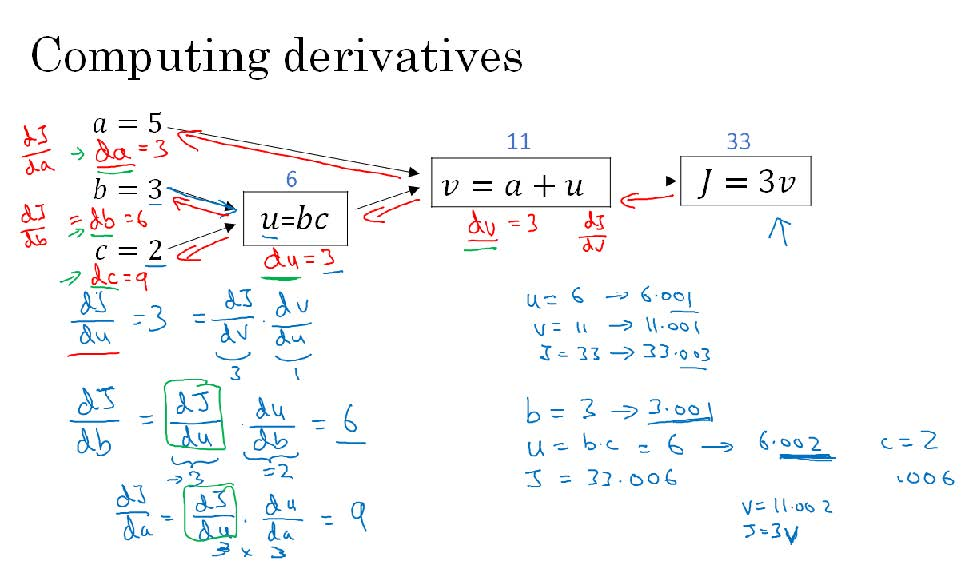 Computing derivatives
a = 5
dJ/da → da = 3
b = 3
dJ/db = db = 6
→
c = 2
→ dc = 9
6
u=bc
du = 3
11
v = a + u
dv = 3 dJ/dv
33
J = 3v
dJ/du = 3 = dJ/dv · dv/du
3 1
dJ/db = dJ/du · du/db = 6
→3 =2
dJ/da = dJ/du · du/da = 9
3 × 3
u = 6 → 6.001
v = 11 → 11.001
J = 33 → 33.003
b = 3 → 3.001
u = b·c = 6 → 6.002 c = 2
J = 33.006 .006
v = 11.002
J = 3v